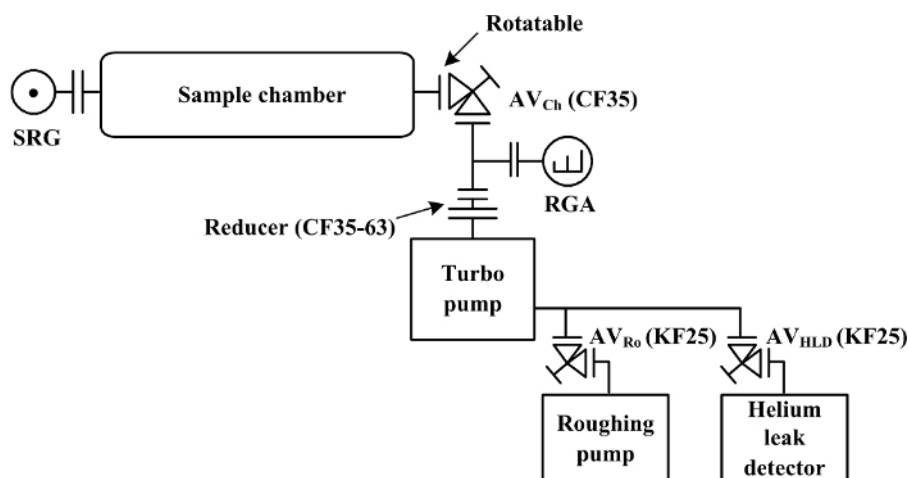 Rotatable
Sample chamber
AV_Ch (CF35)
SRG
RGA
Reducer (CF35-63)
Turbo
pump
AV_Ro (KF25)
AV_HLD (KF25)
Roughing
pump
Helium
leak
detector